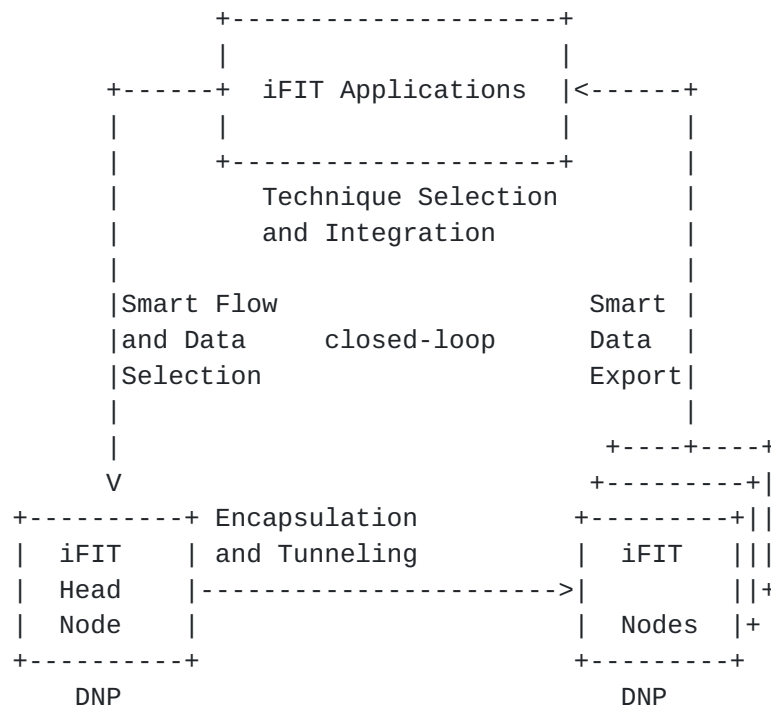 iFIT Applications
Technique Selection
and Integration
Smart Flow Smart
and Data closed-loop Data
Selection Export
V
Encapsulation
iFIT and Tunneling iFIT
Head
Node Nodes
DNP DNP